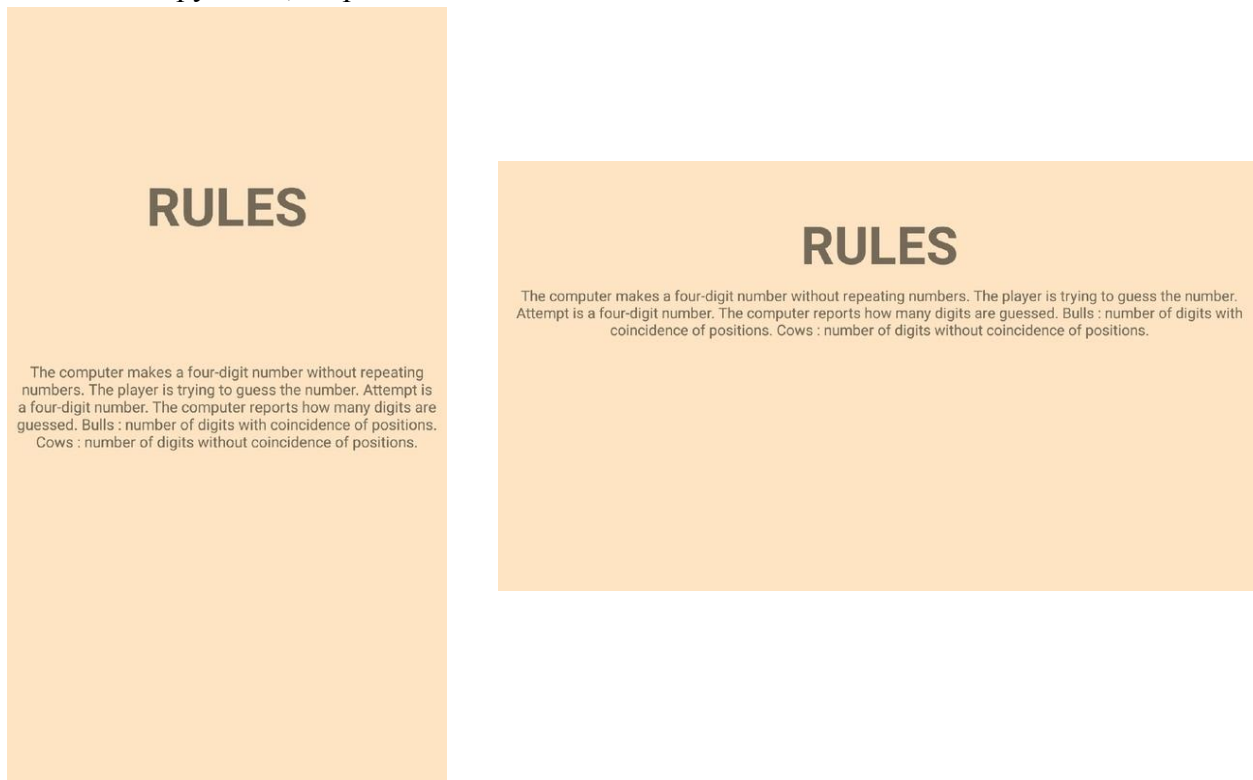 RULES
The computer makes a four-digit number without repeating
numbers. The player is trying to guess the number. Attempt is
a four-digit number. The computer reports how many digits are
guessed. Bulls : number of digits with coincidence of positions.
Cows : number of digits without coincidence of positions.
RULES
The computer makes a four-digit number without repeating numbers. The player is trying to guess the number.
Attempt is a four-digit number. The computer reports how many digits are guessed. Bulls : number of digits with
coincidence of positions. Cows : number of digits without coincidence of positions.